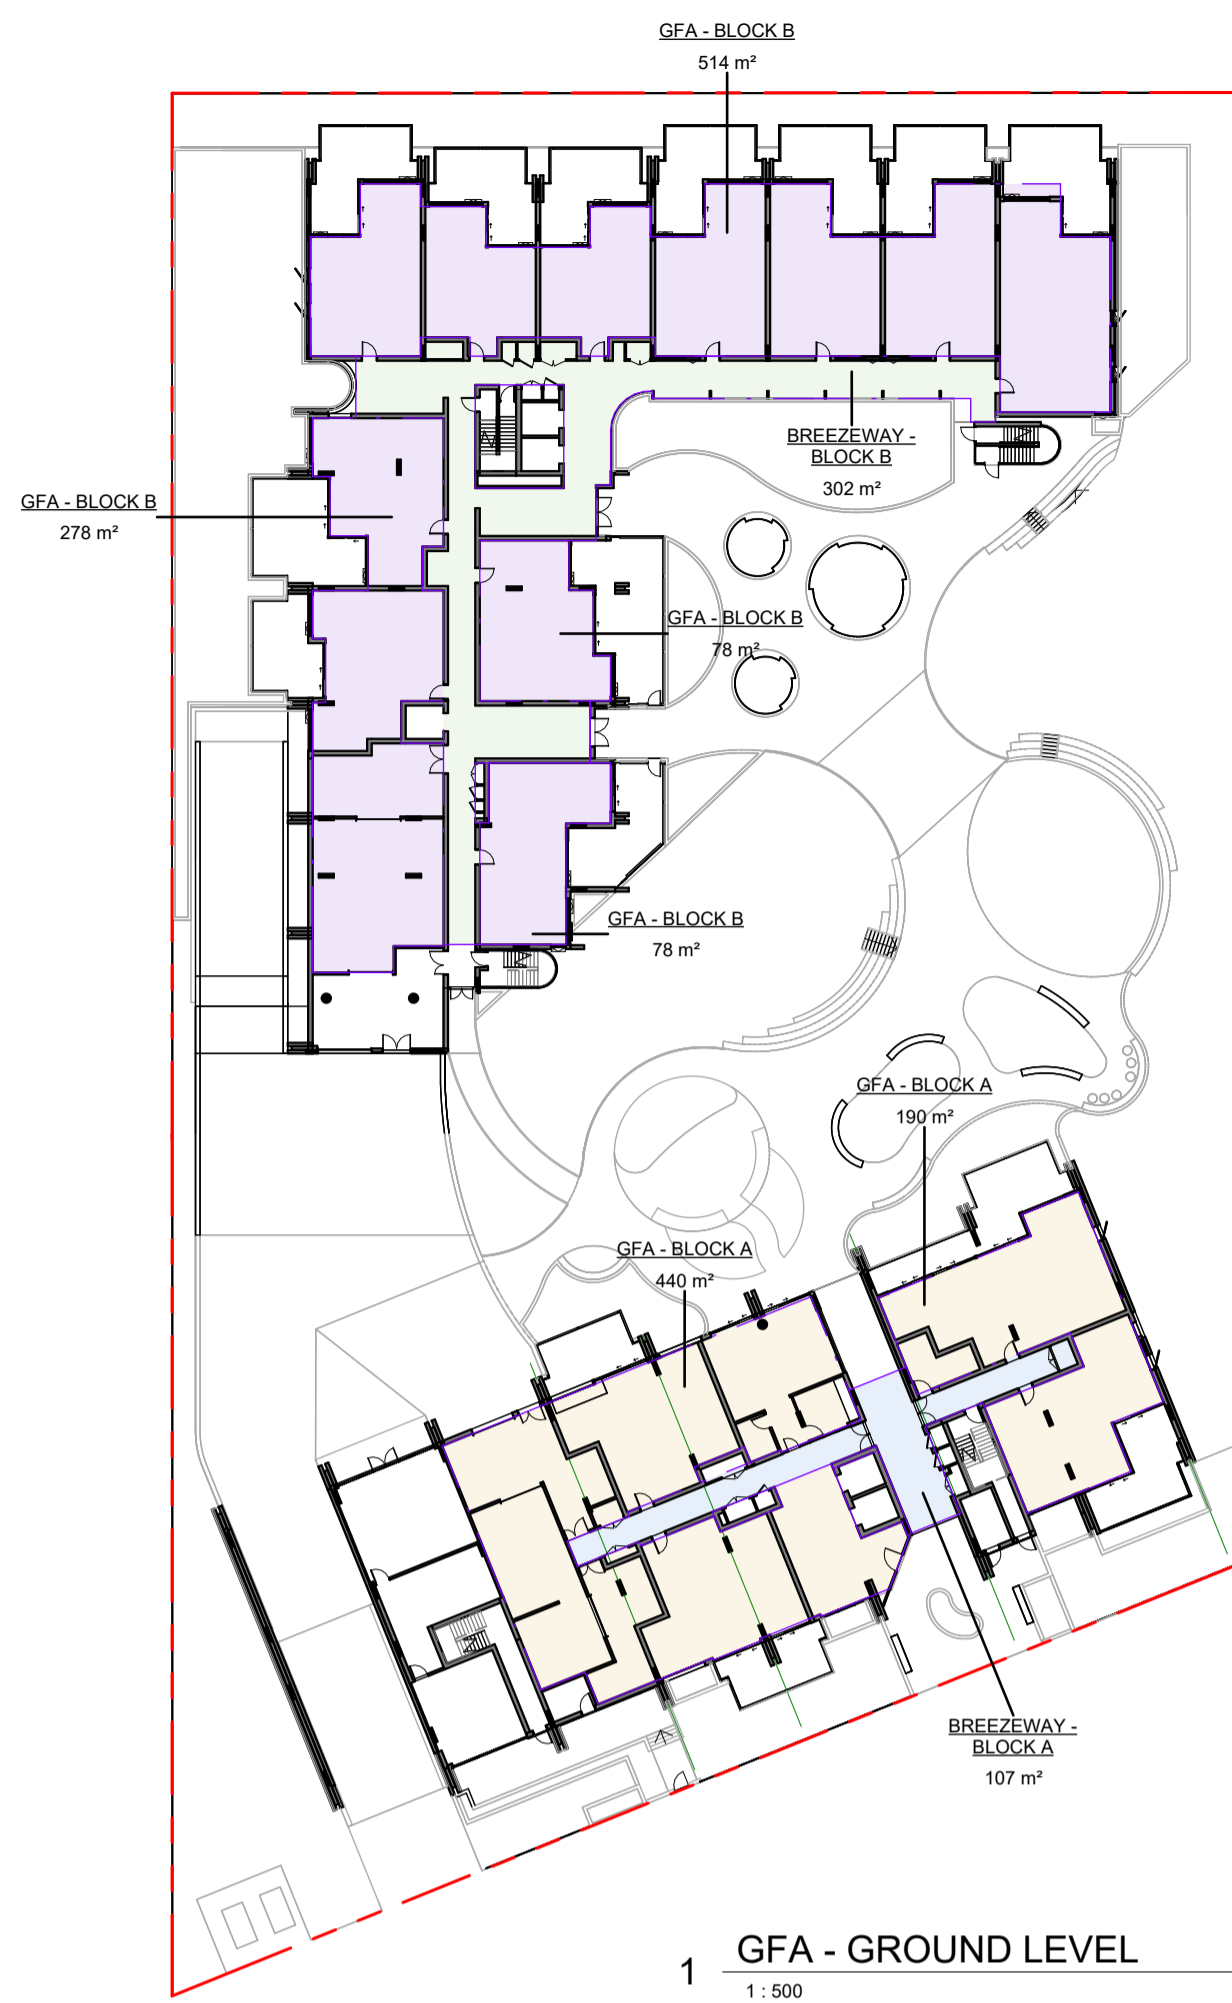 GFA - BLOCK B
514 m²
BREEZEWAY -
BLOCK B
302 m²
GFA - BLOCK B
278 m²
GFA - BLOCK B
78 m²
GFA - BLOCK B
78 m²
GFA - BLOCK A
190 m²
GFA - BLOCK A
440 m²
BREEZEWAY -
BLOCK A
107 m²
1 GFA - GROUND LEVEL
1 : 500